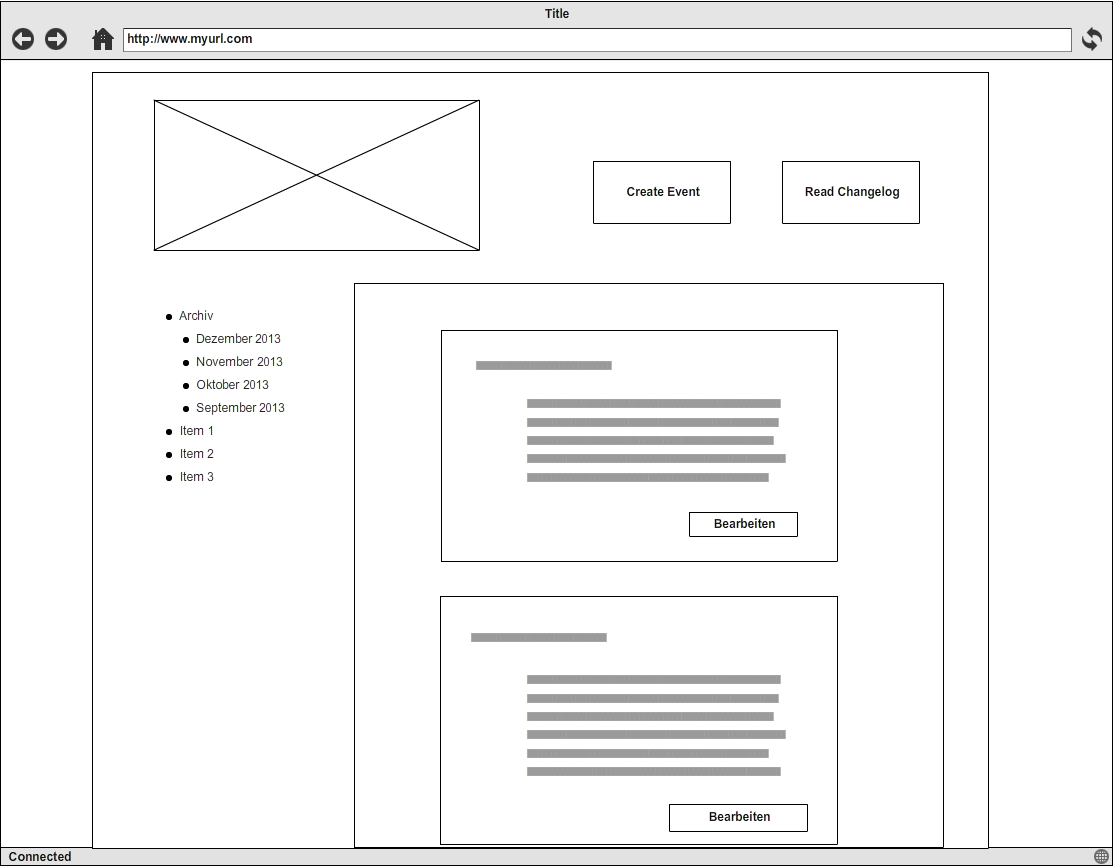 Title
http://www.myurl.com
Create Event
Read Changelog
Archiv
Dezember 2013
November 2013
Oktober 2013
September 2013
Item 1
Item 2
Item 3
Bearbeiten
Bearbeiten
Connected